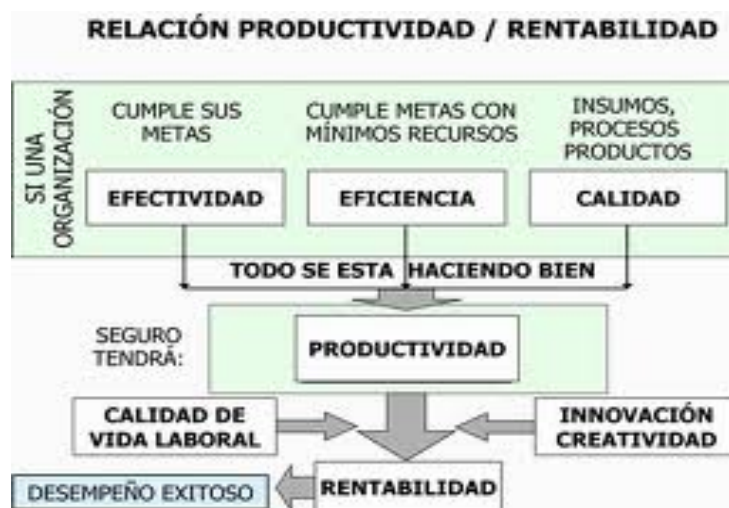 RELACIÓN PRODUCTIVIDAD / RENTABILIDAD
SI UNA
ORGANIZACIÓN
CUMPLE SUS
METAS
EFECTIVIDAD
CUMPLE METAS CON
MÍNIMOS RECURSOS
EFICIENCIA
INSUMOS,
PROCESOS
PRODUCTOS
CALIDAD
TODO SE ESTA HACIENDO BIEN
SEGURO
TENDRÁ:
PRODUCTIVIDAD
CALIDAD DE
VIDA LABORAL
INNOVACIÓN
CREATIVIDAD
RENTABILIDAD
DESEMPEÑO EXITOSO